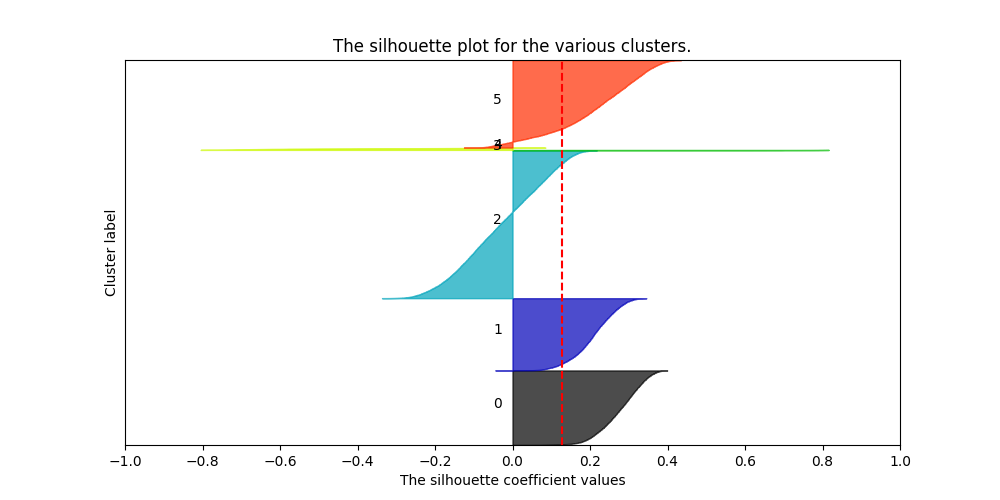 The silhouette plot for the various clusters.
5
4
3
2
1
0
Cluster label
−1.0 −0.8 −0.6 −0.4 −0.2 0.0 0.2 0.4 0.6 0.8 1.0
The silhouette coefficient values